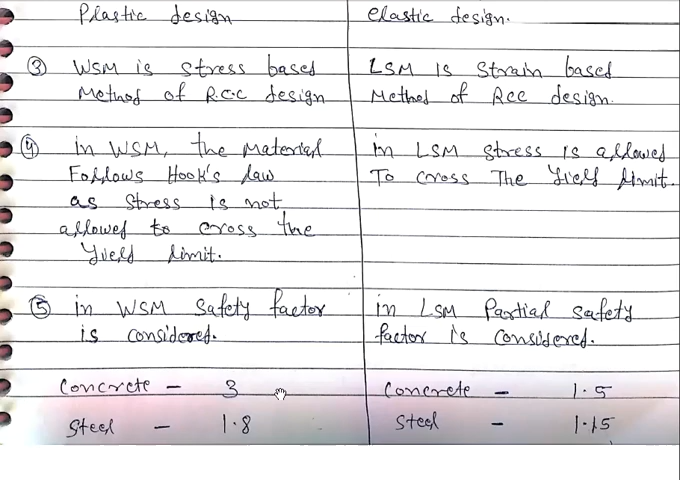 Plastic design
elastic design.
③ WSM is stress based
Method of R.C.C design
LSM is Strain based
Method of RCC design.
④ in WSM, the Material
Follows Hook's law
as stress is not
allowed to cross the
Yield limit.
in LSM stress is allowed
To cross The Yield limit.
⑤ in WSM Safety factor
is considered.
in LSM Partial safety
factor is considered.
Concrete - 3
Steel - 1.8
Concrete - 1.5
Steel - 1.15